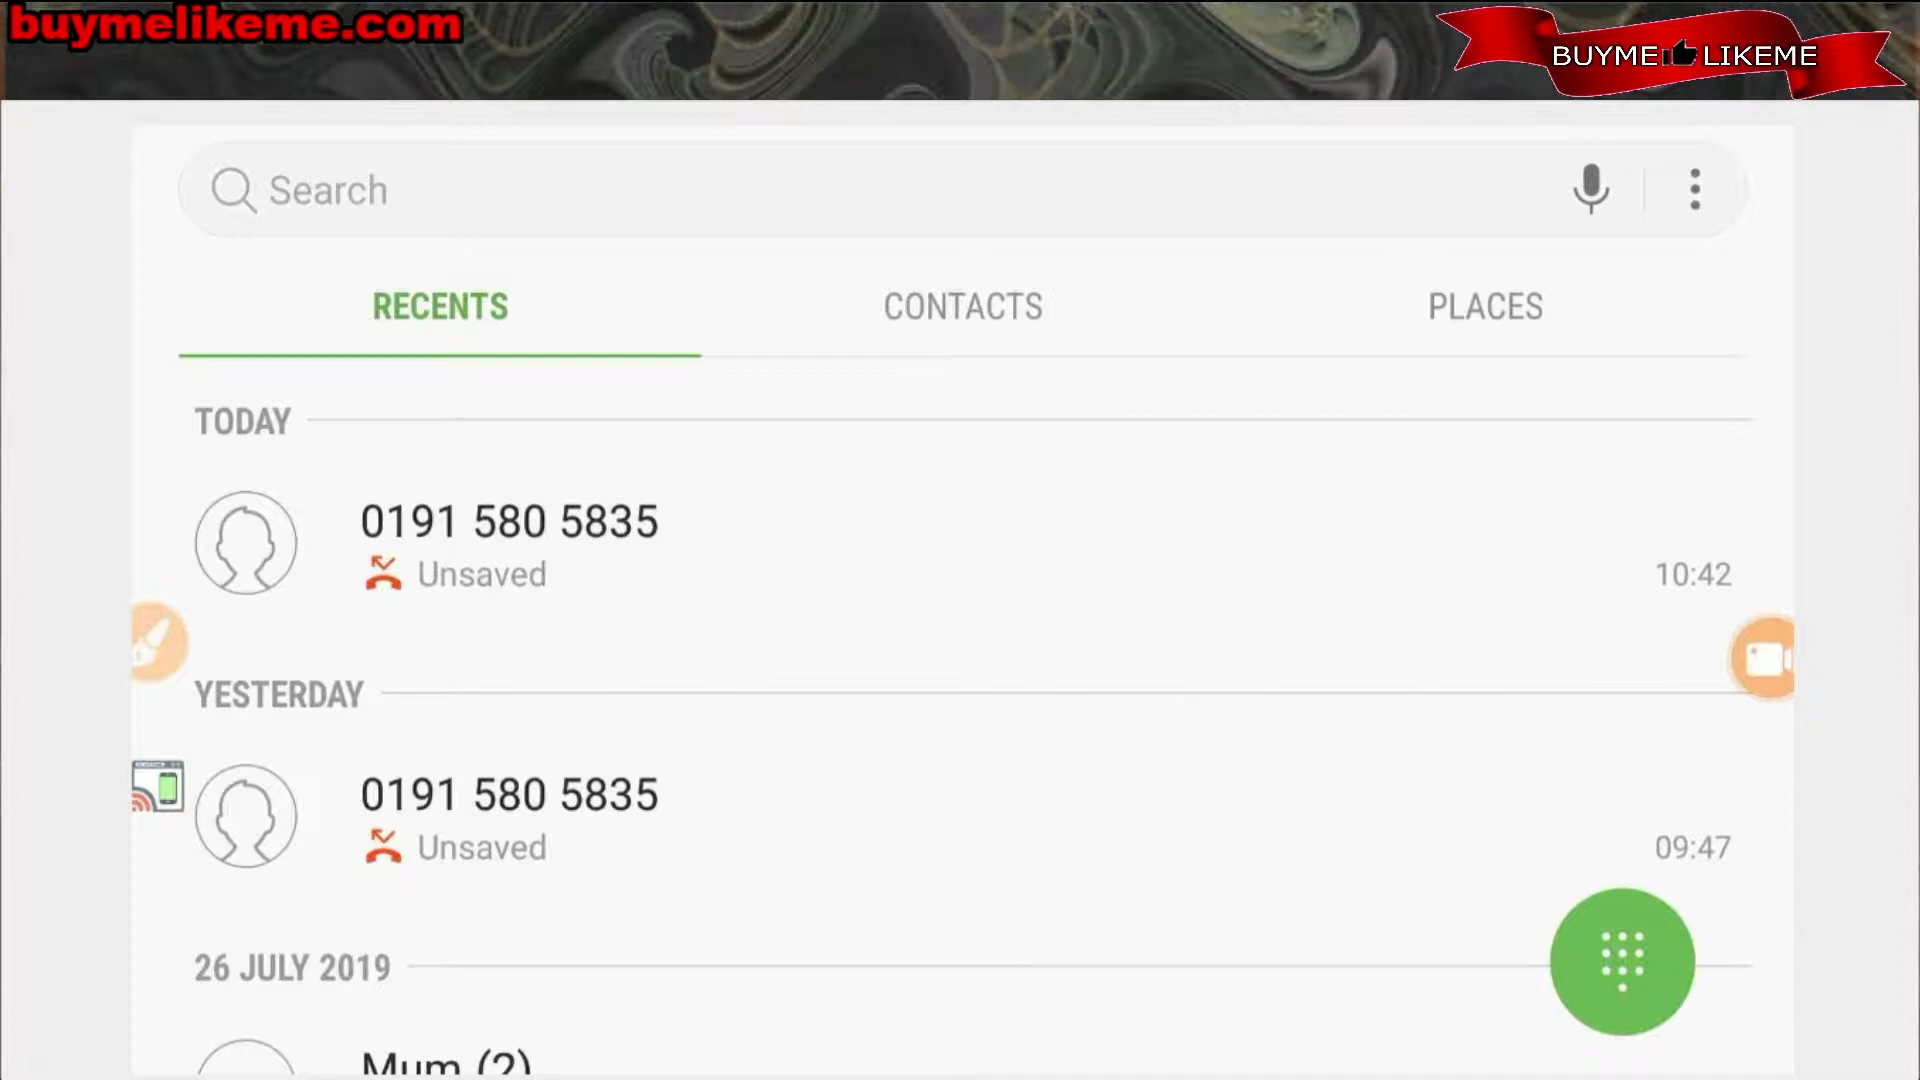 buymelikeme.com
BUYME LIKEME
Search
RECENTS
CONTACTS
PLACES
TODAY
0191 580 5835
Unsaved
10:42
YESTERDAY
0191 580 5835
Unsaved
09:47
26 JULY 2019
Mum (2)